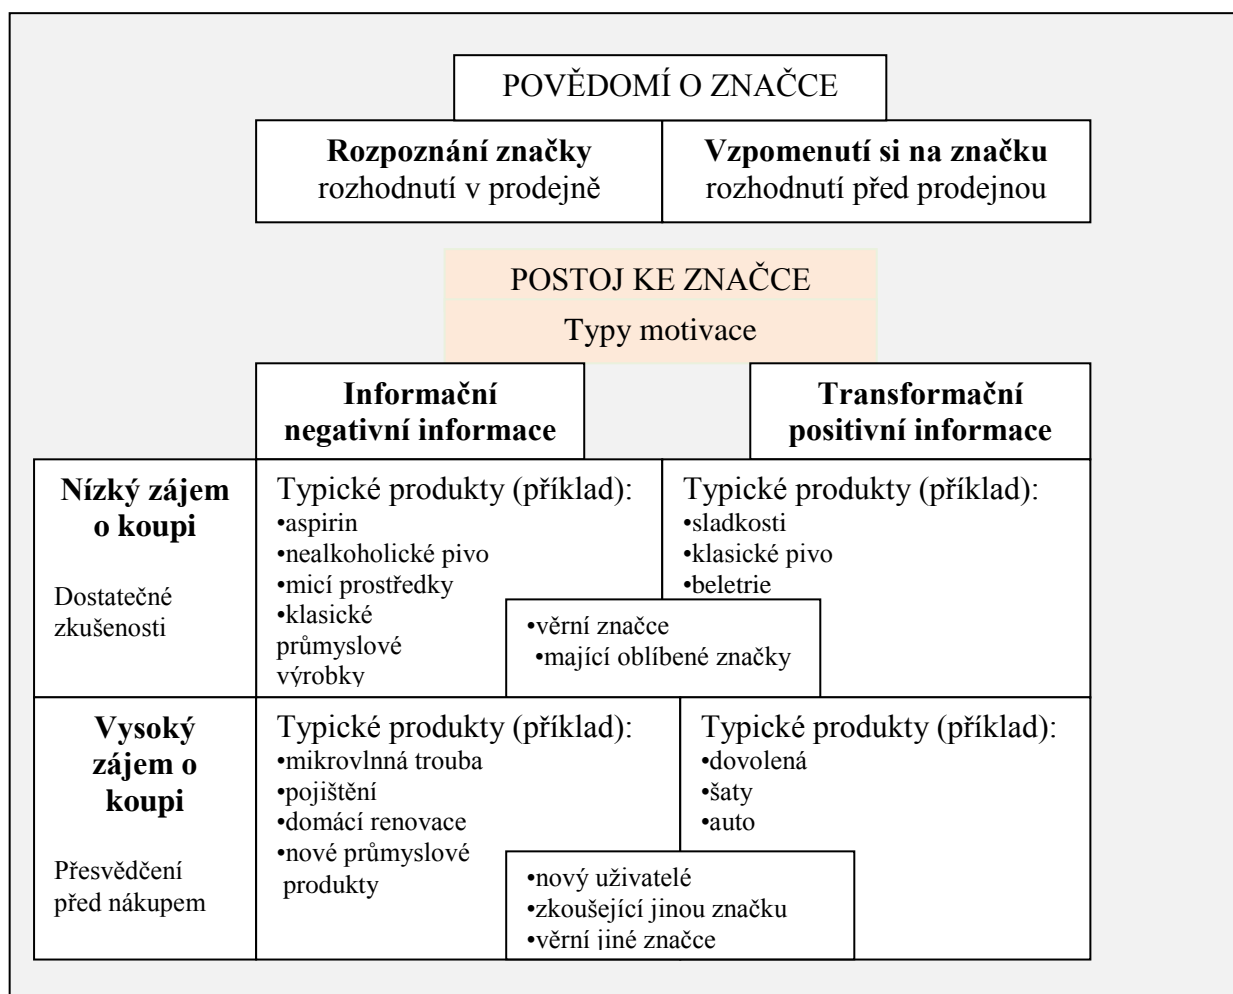 POVĚDOMÍ O ZNAČCE
Rozpoznání značky
rozhodnutí v prodejně
Vzpomenutí si na značku
rozhodnutí před prodejnou
POSTOJ KE ZNAČCE
Typy motivace
Informační
negativní informace
Transformační
positivní informace
Nízký zájem
o koupi
Dostatečné
zkušenosti
Typické produkty (příklad):
•aspirin
•nealkoholické pivo
•micí prostředky
•klasické
průmyslové
výrobky
Typické produkty (příklad):
•sladkosti
•klasické pivo
•beletrie
•věrní značce
•mající oblíbené značky
Vysoký
zájem o
koupi
Přesvědčení
před nákupem
Typické produkty (příklad):
•mikrovlnná trouba
•pojištění
•domácí renovace
•nové průmyslové
produkty
Typické produkty (příklad):
•dovolená
•šaty
•auto
•nový uživatelé
•zkoušející jinou značku
•věrní jiné značce